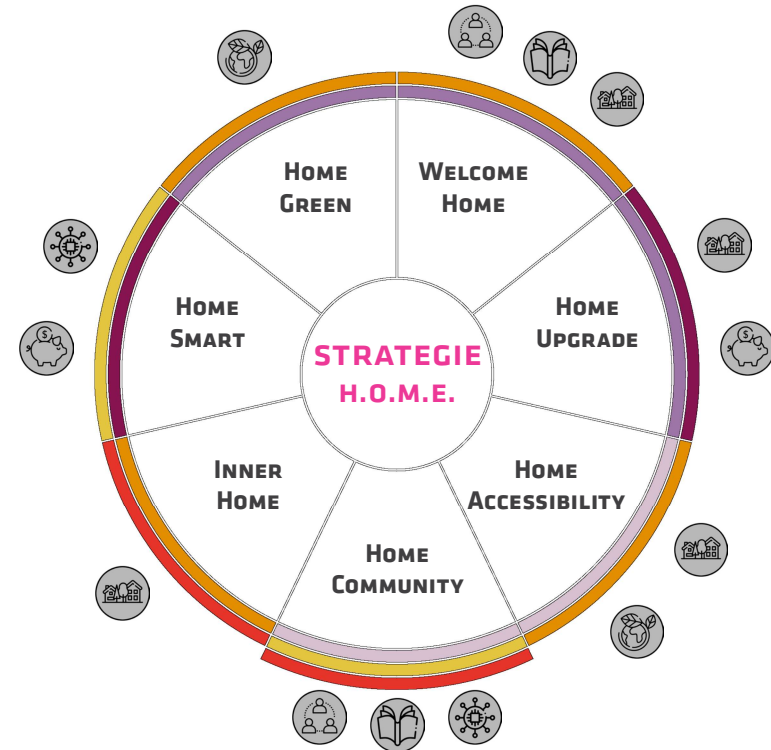 HOME
GREEN
WELCOME
HOME
HOME
SMART
HOME
UPGRADE
STRATEGIE
H.O.M.E.
INNER
HOME
HOME
ACCESSIBILITY
HOME
COMMUNITY
$
$